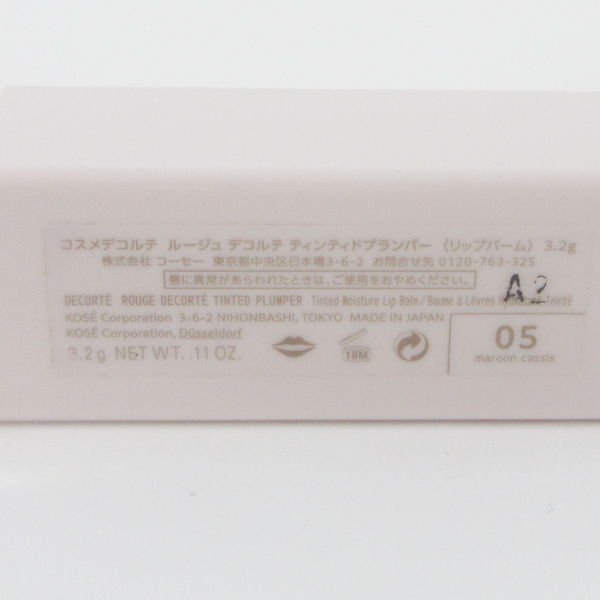 コスメデコルテ ルージュ デコルテ ティンティドプランパー 〈リップバーム〉 3.2g
株式会社 コーセー 東京都中央区日本橋3-6-2 お問合せ先 0120-763-325
唇に異常があらわれたときは、ご使用をおやめください。
A2
DECORTÉ ROUGE DECORTÉ TINTED PLUMPER Tinted Moisture Lip Balm / Baume à Lèvres Hydratant Teinté
KOSÉ Corporation 3-6-2 NIHONBASHI, TOKYO MADE IN JAPAN
KOSÉ Corporation, Düsseldorf
3.2 g NET WT. .11 OZ.
18M
05
maroon cassis